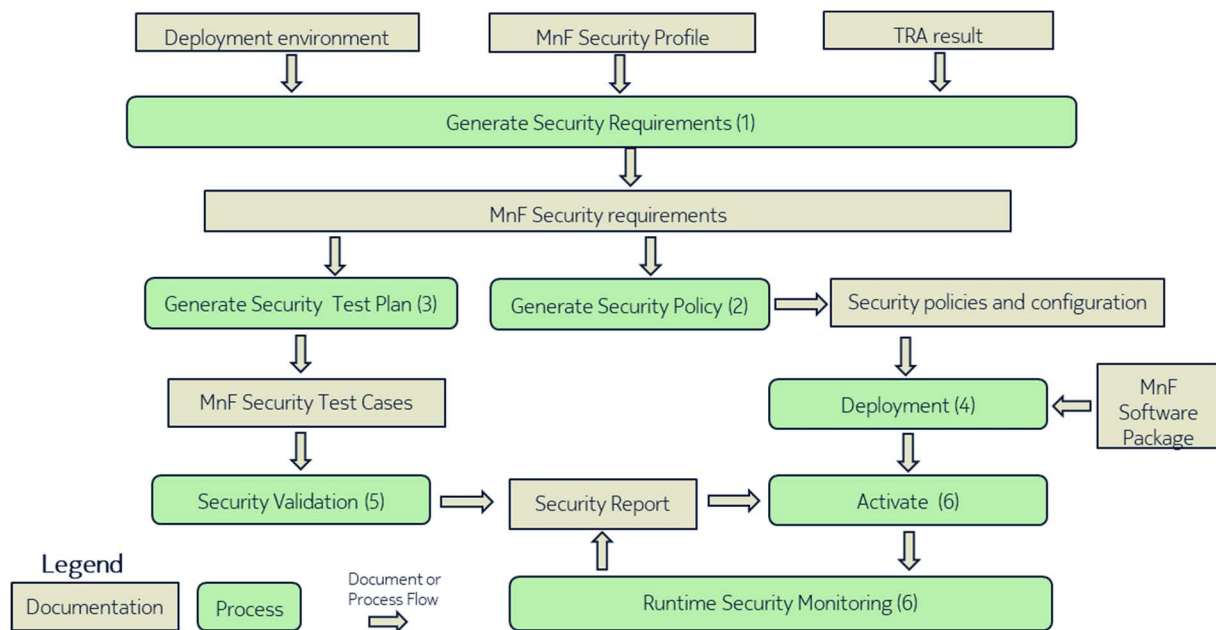 Deployment environment
MnF Security Profile
TRA result
Generate Security Requirements (1)
MnF Security requirements
Generate Security Test Plan (3)
Generate Security Policy (2)
Security policies and configuration
MnF Security Test Cases
Deployment (4)
MnF
Software
Package
Security Validation (5)
Security Report
Activate (6)
Legend
Documentation
Process
Document or
Process Flow
Runtime Security Monitoring (6)